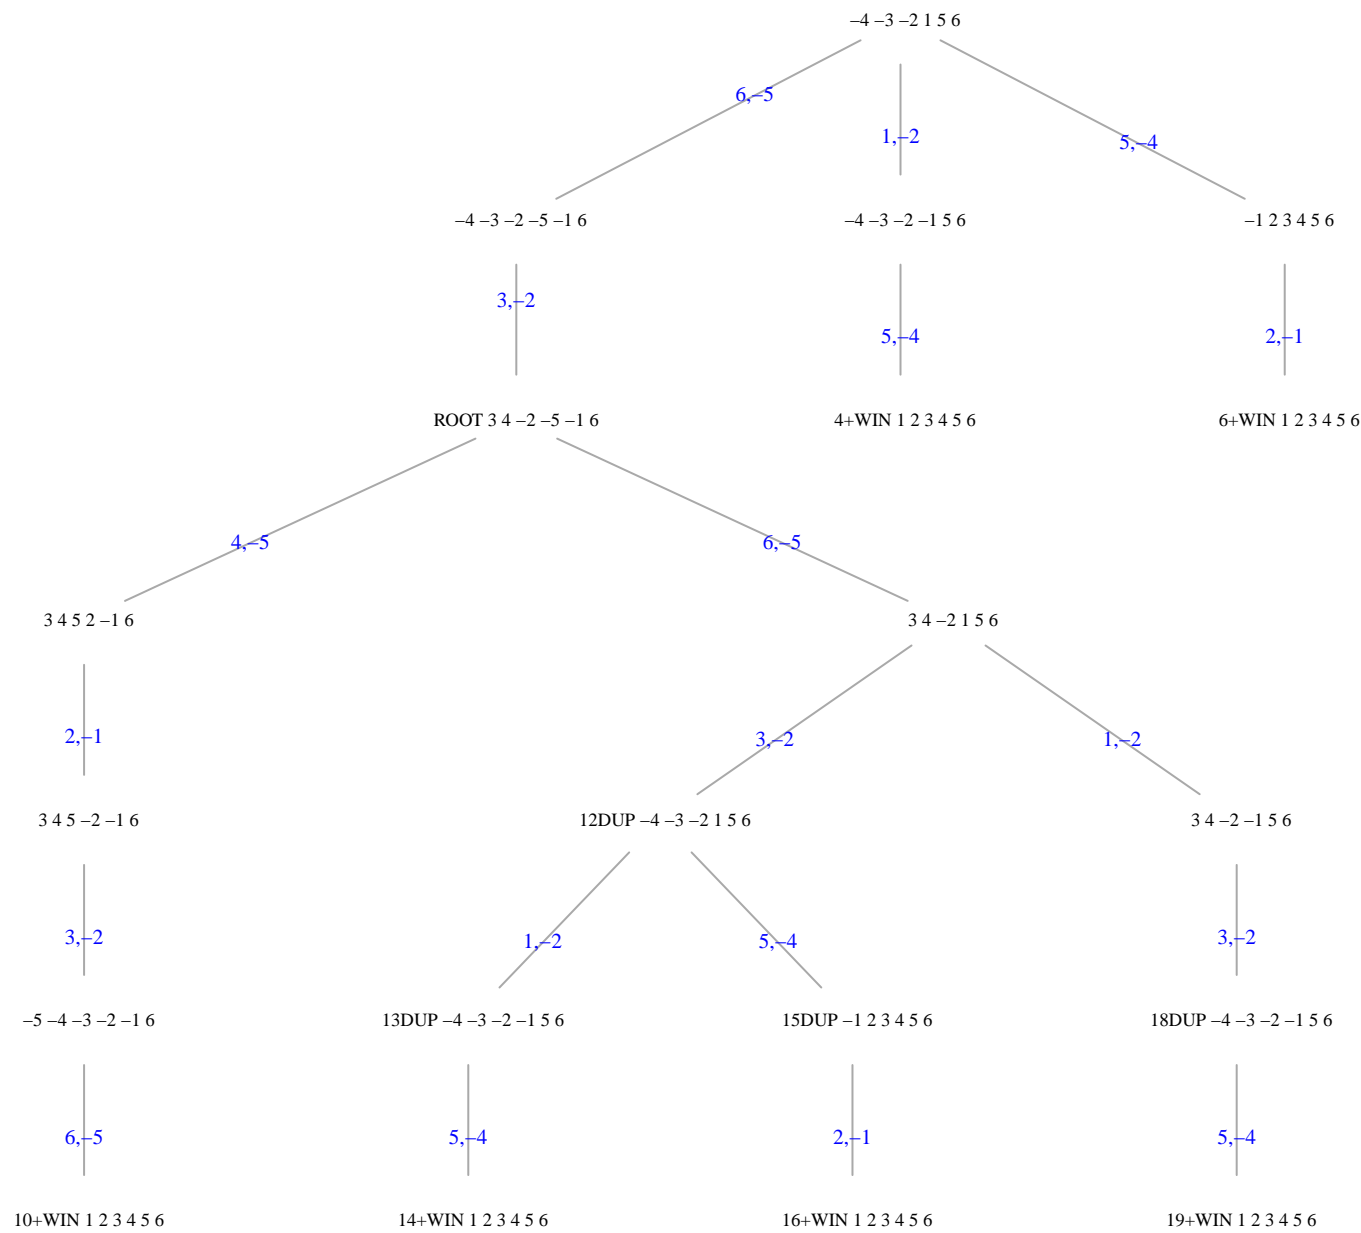 –4 –3 –2 1 5 6
6,–5
1,–2
5,–4
–4 –3 –2 –5 –1 6
–4 –3 –2 –1 5 6
–1 2 3 4 5 6
3,–2
5,–4
2,–1
ROOT 3 4 –2 –5 –1 6
4+WIN 1 2 3 4 5 6
6+WIN 1 2 3 4 5 6
4,–5
6,–5
3 4 5 2 –1 6
3 4 –2 1 5 6
2,–1
3,–2
1,–2
3 4 5 –2 –1 6
12DUP –4 –3 –2 1 5 6
3 4 –2 –1 5 6
3,–2
1,–2
5,–4
3,–2
–5 –4 –3 –2 –1 6
13DUP –4 –3 –2 –1 5 6
15DUP –1 2 3 4 5 6
18DUP –4 –3 –2 –1 5 6
6,–5
5,–4
2,–1
5,–4
10+WIN 1 2 3 4 5 6
14+WIN 1 2 3 4 5 6
16+WIN 1 2 3 4 5 6
19+WIN 1 2 3 4 5 6